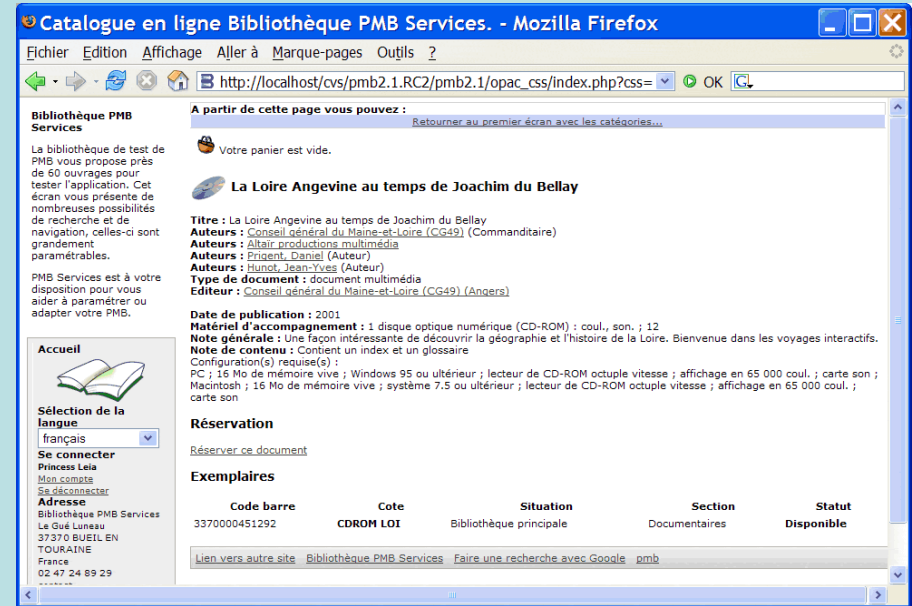 Catalogue en ligne Bibliothèque PMB Services. - Mozilla Firefox
Fichier Edition Affichage Aller à Marque-pages Outils ?
http://localhost/cvs/pmb2.1.RC2/pmb2.1/opac_css/index.php?css= OK G
Bibliothèque PMB
Services
La bibliothèque de test de
PMB vous propose près
de 60 ouvrages pour
tester l'application. Cet
écran vous présente de
nombreuses possibilités
de recherche et de
navigation, celles-ci sont
grandement
paramétrables.
PMB Services est à votre
disposition pour vous
aider à paramétrer ou
adapter votre PMB.
Accueil
Sélection de la
langue
français
Se connecter
Princess Leia
Mon compte
Se déconnecter
Adresse
Bibliothèque PMB Services
Le Gué Luneau
37370 BUEIL EN
TOURAINE
France
02 47 24 89 29
A partir de cette page vous pouvez :
Retourner au premier écran avec les catégories...
Votre panier est vide.
La Loire Angevine au temps de Joachim du Bellay
Titre : La Loire Angevine au temps de Joachim du Bellay
Auteurs : Conseil général du Maine-et-Loire (CG49) (Commanditaire)
Auteurs : Altaïr productions multimédia
Auteurs : Prigent, Daniel (Auteur)
Auteurs : Hunot, Jean-Yves (Auteur)
Type de document : document multimédia
Editeur : Conseil général du Maine-et-Loire (CG49) (Angers)
Date de publication : 2001
Matériel d'accompagnement : 1 disque optique numérique (CD-ROM) : coul., son. ; 12
Note générale : Une façon intéressante de découvrir la géographie et l'histoire de la Loire. Bienvenue dans les voyages interactifs.
Note de contenu : Contient un index et un glossaire
Configuration(s) requise(s) :
PC ; 16 Mo de mémoire vive ; Windows 95 ou ultérieur ; lecteur de CD-ROM octuple vitesse ; affichage en 65 000 coul. ; carte son ;
Macintosh ; 16 Mo de mémoire vive ; système 7.5 ou ultérieur ; lecteur de CD-ROM octuple vitesse ; affichage en 65 000 coul. ;
carte son
Réservation
Réserver ce document
Exemplaires
Code barre Cote Situation Section Statut
3370000451292 CDROM LOI Bibliothèque principale Documentaires Disponible
Lien vers autre site Bibliothèque PMB Services Faire une recherche avec Google pmb